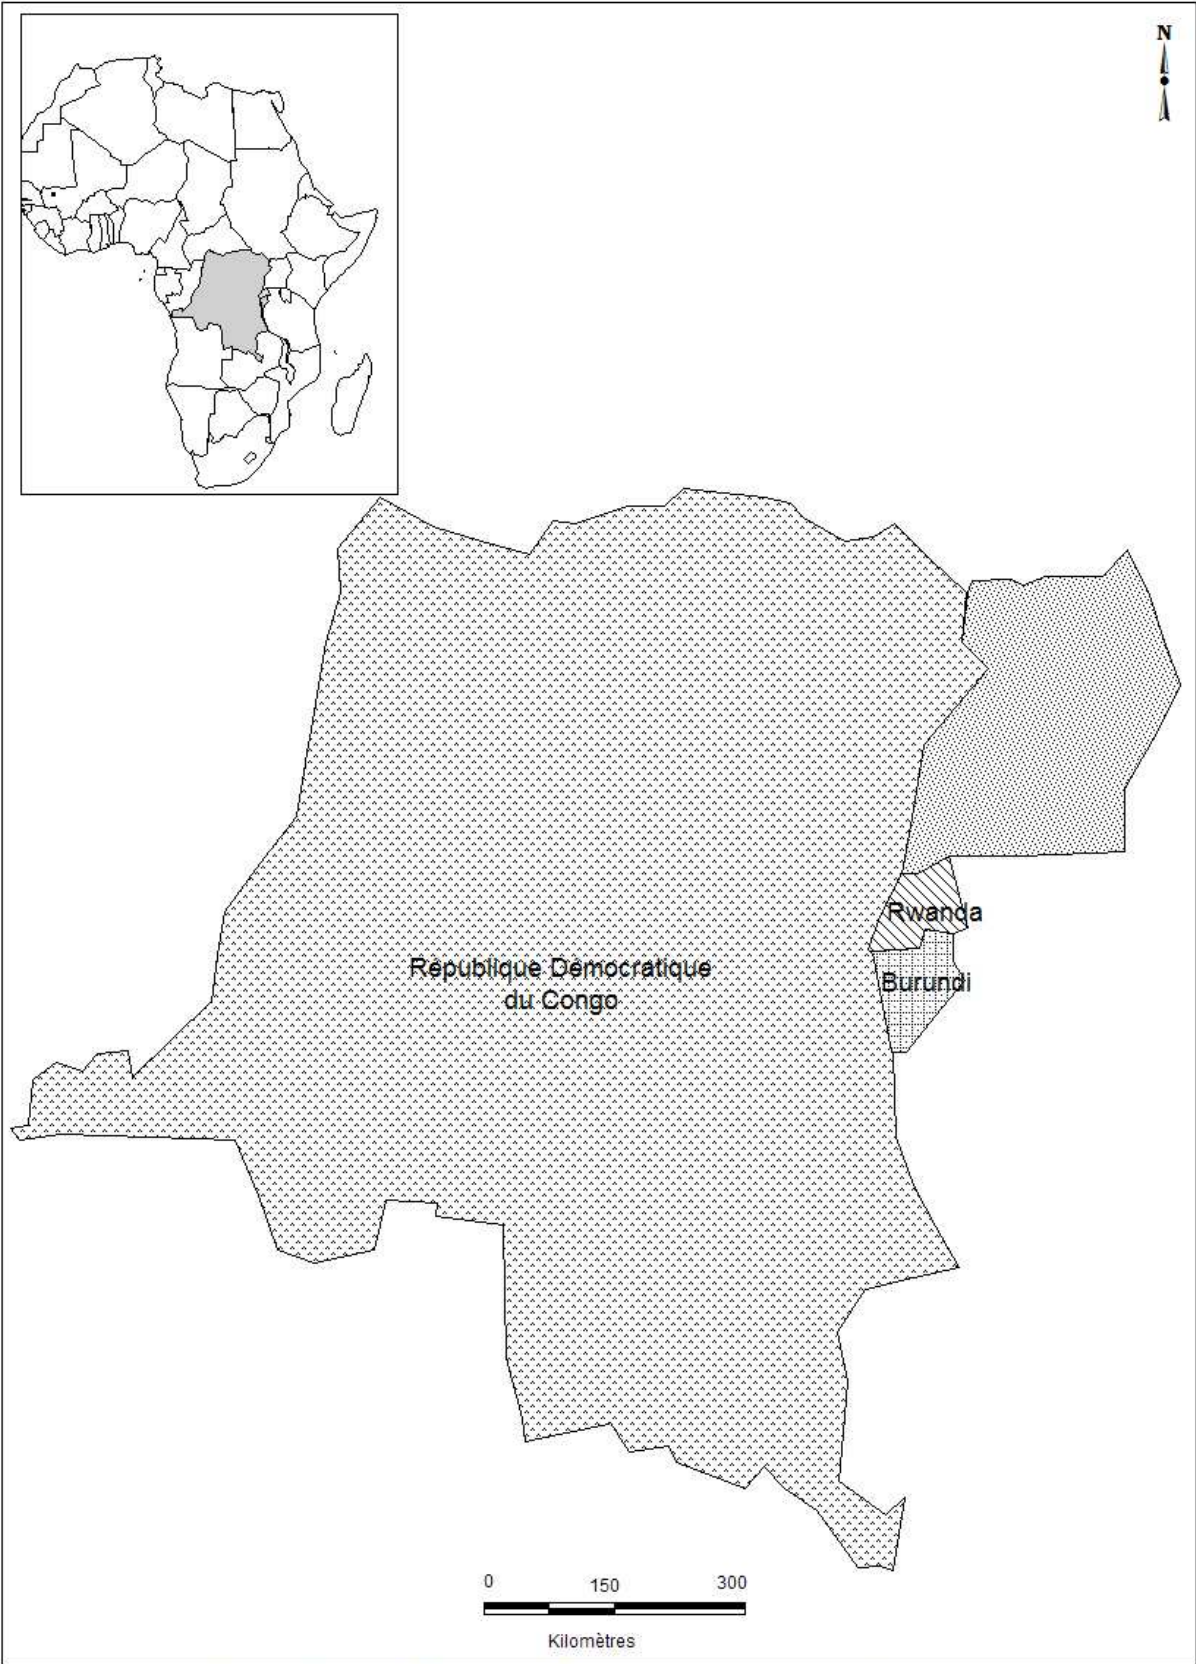 N
République Démocratique
du Congo
Rwanda
Burundi
0 150 300
Kilomètres